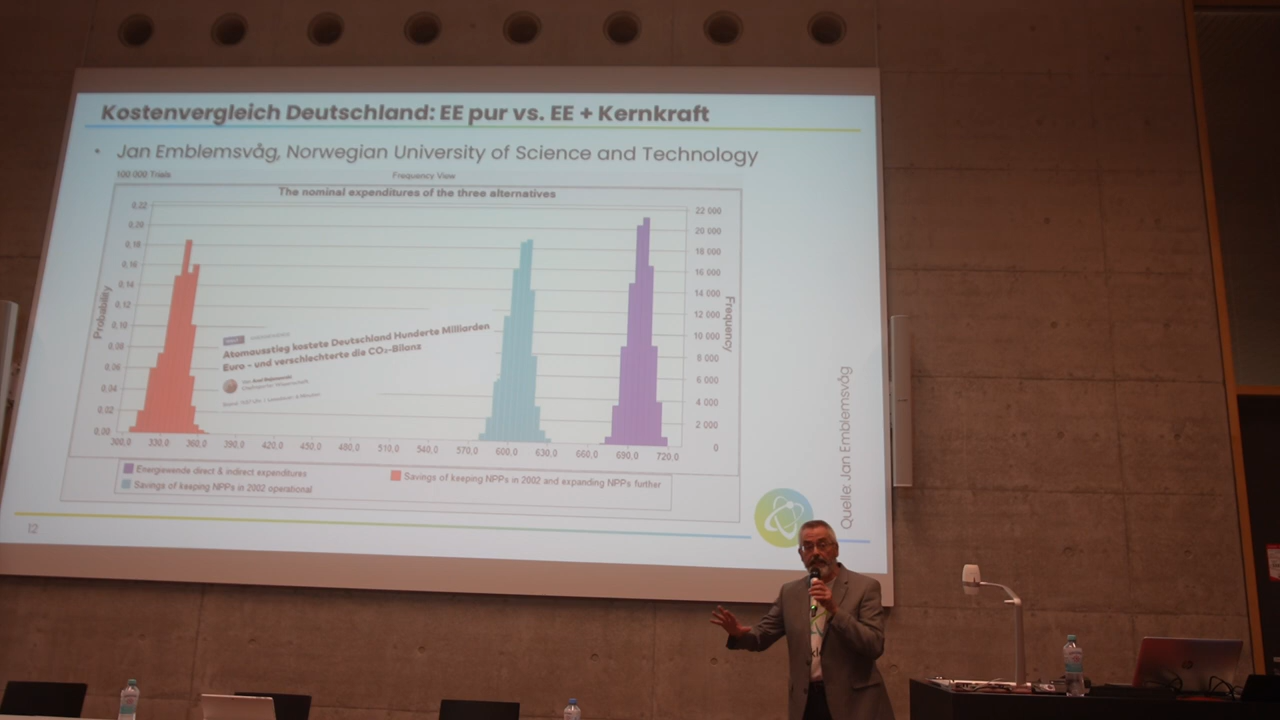 Kostenvergleich Deutschland: EE pur vs. EE + Kernkraft
• Jan Emblemsvåg, Norwegian University of Science and Technology
100 000 Trials
Frequency View
The nominal expenditures of the three alternatives
Probability
0,22
0,20
0,18
0,16
0,14
0,12
0,10
0,08
0,06
0,04
0,02
0,00
22 000
20 000
18 000
16 000
14 000
12 000
10 000
8 000
6 000
4 000
2 000
0
Frequency
Atomausstieg kostete Deutschland Hunderte Milliarden
Euro – und verschlechterte die CO₂-Bilanz
300,0 330,0 360,0 390,0 420,0 450,0 480,0 510,0 540,0 570,0 600,0 630,0 660,0 690,0 720,0
Energiewende direct & indirect expenditures
Savings of keeping NPPs in 2002 and expanding NPPs further
Savings of keeping NPPs in 2002 operational
Quelle: Jan Emblemsvåg
12